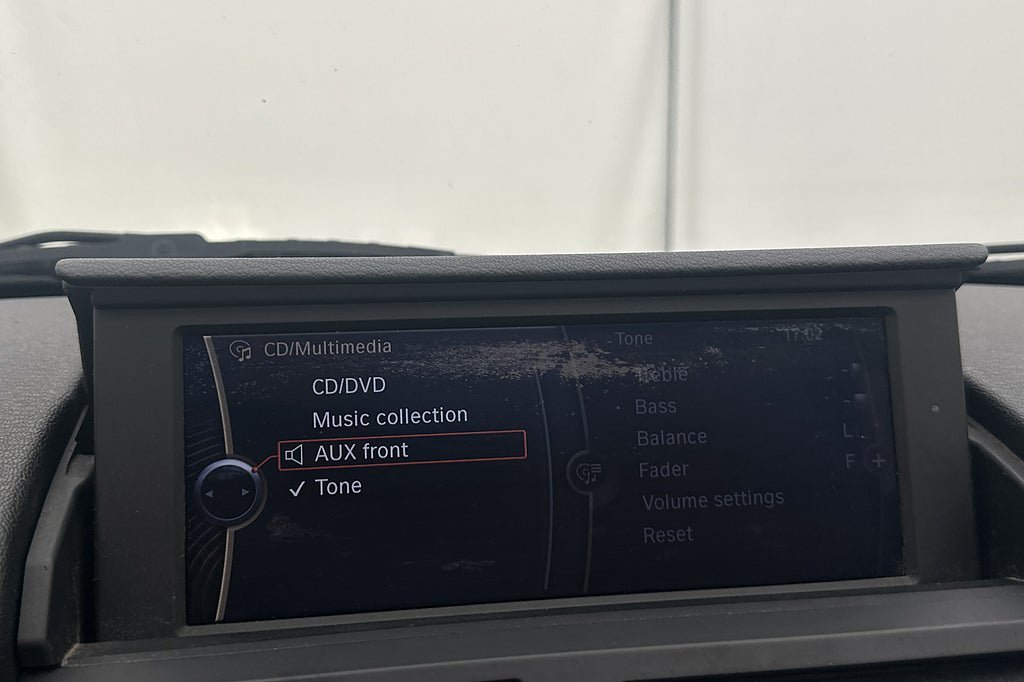 CD/Multimedia
CD/DVD
Music collection
AUX front
Tone
Tone
17:02
Treble
Bass
Balance
L
Fader
F
Volume settings
Reset